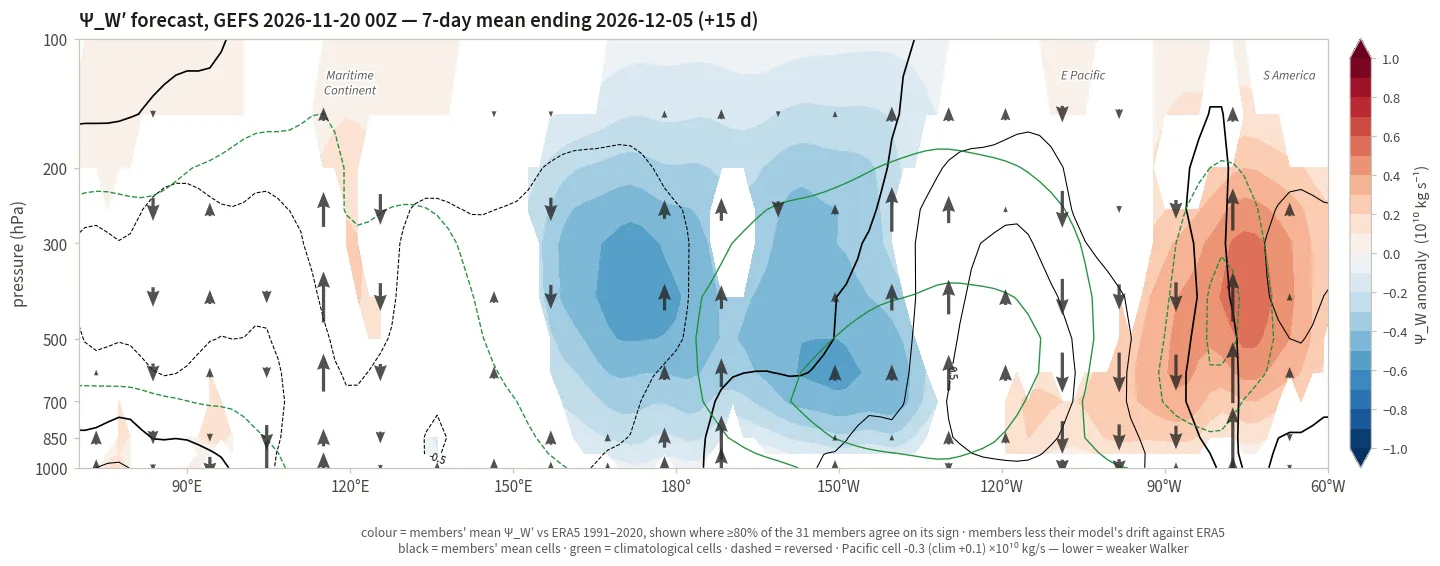 Ψ_W′ forecast, GEFS 2026-11-20 00Z — 7-day mean ending 2026-12-05 (+15 d)
100
200
300
400
500
700
850
1000
pressure (hPa)
Maritime
Continent
E Pacific
S America
0.5
-0.5
90°E
120°E
150°E
180°
150°W
120°W
90°W
60°W
1.0
0.8
0.6
0.4
0.2
0.0
−0.2
−0.4
−0.6
−0.8
−1.0
Ψ_W anomaly (10¹⁰ kg s⁻¹)
colour = members' mean Ψ_W′ vs ERA5 1991–2020, shown where ≥80% of the 31 members agree on its sign · members less their model's drift against ERA5
black = members' mean cells · green = climatological cells · dashed = reversed · Pacific cell -0.3 (clim +0.1) ×10¹⁰ kg/s — lower = weaker Walker